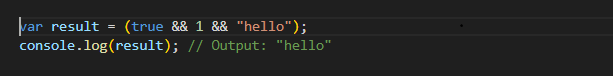 var result = (true && 1 && "hello");
console.log(result); // Output: "hello"